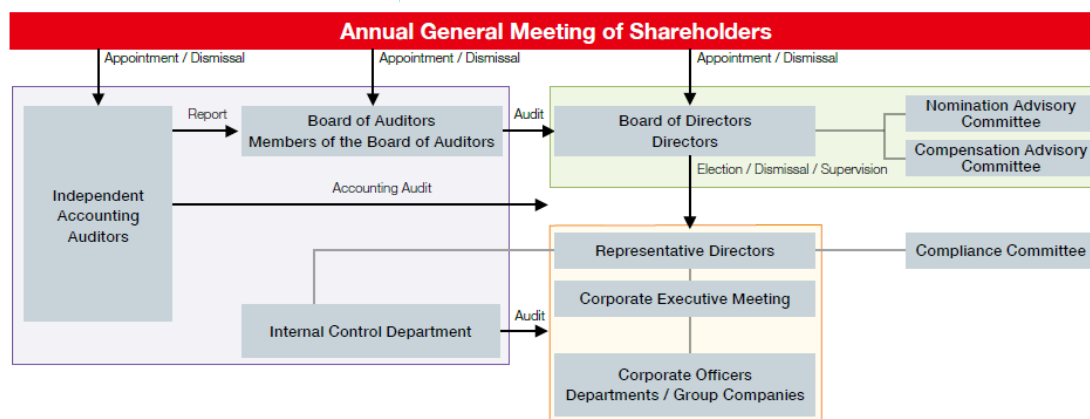 Annual General Meeting of Shareholders
Appointment / Dismissal
Appointment / Dismissal
Appointment / Dismissal
Independent
Accounting
Auditors
Report
Board of Auditors
Members of the Board of Auditors
Audit
Board of Directors
Directors
Nomination Advisory
Committee
Compensation Advisory
Committee
Election / Dismissal / Supervision
Accounting Audit
Representative Directors
Compliance Committee
Corporate Executive Meeting
Internal Control Department
Audit
Corporate Officers
Departments / Group Companies